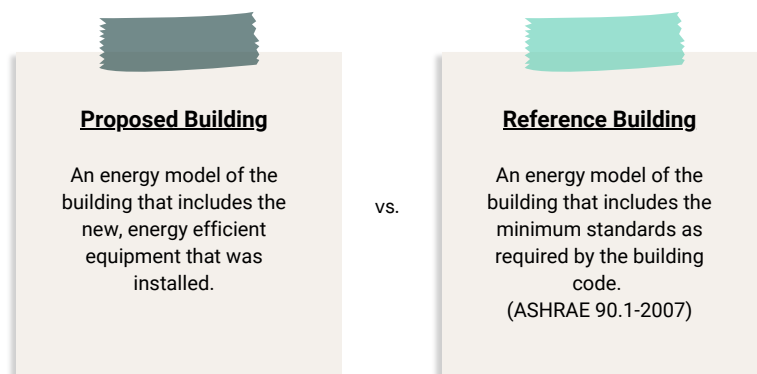 Proposed Building
An energy model of the
building that includes the
new, energy efficient
equipment that was
installed.
vs.
Reference Building
An energy model of the
building that includes the
minimum standards as
required by the building
code.
(ASHRAE 90.1-2007)